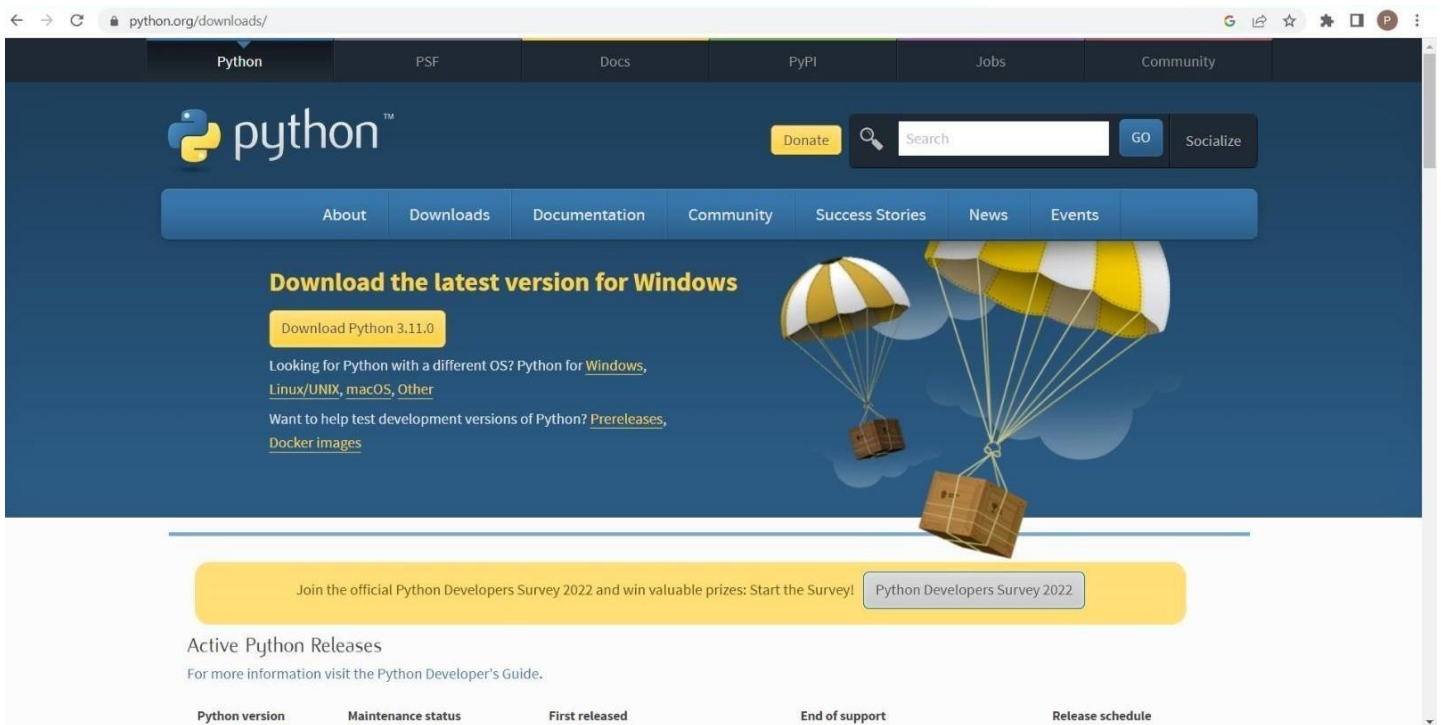 python.org/downloads/
Python PSF Docs PyPI Jobs Community
python™
Donate Search GO Socialize
About Downloads Documentation Community Success Stories News Events
Download the latest version for Windows
Download Python 3.11.0
Looking for Python with a different OS? Python for Windows,
Linux/UNIX, macOS, Other
Want to help test development versions of Python? Prereleases,
Docker images
Join the official Python Developers Survey 2022 and win valuable prizes: Start the Survey! Python Developers Survey 2022
Active Python Releases
For more information visit the Python Developer's Guide.
Python version Maintenance status First released End of support Release schedule